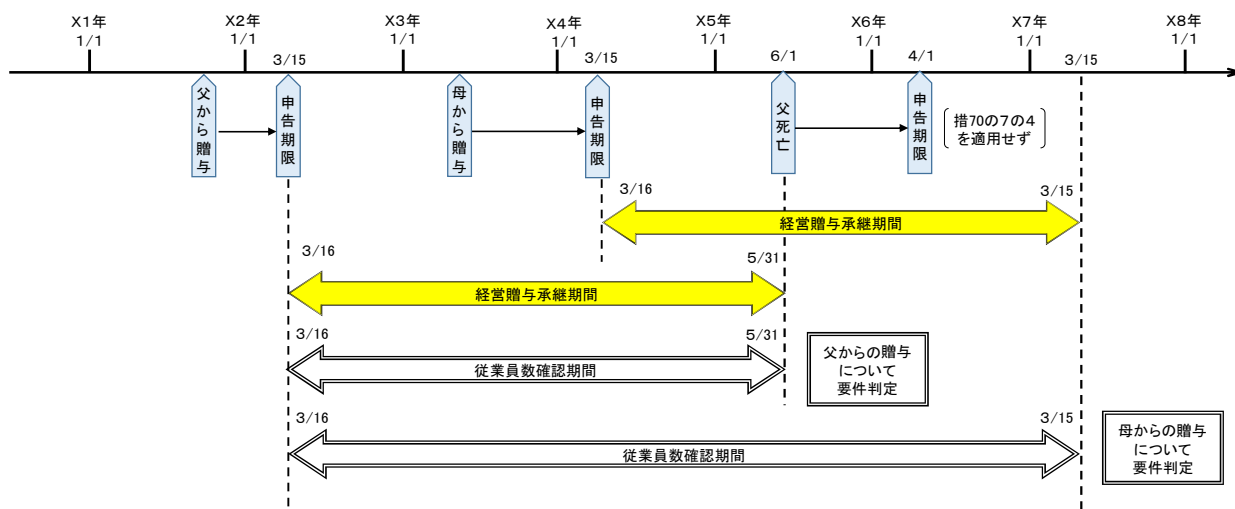 X1年
1/1
X2年
1/1
X3年
1/1
X4年
1/1
X5年
1/1
X6年
1/1
X7年
1/1
X8年
1/1
3/15
3/15
6/1
4/1
3/15
父から贈与
申告期限
母から贈与
申告期限
父死亡
申告期限
措70の7の4
を適用せず
3/16
3/15
経営贈与承継期間
3/16
5/31
経営贈与承継期間
3/16
5/31
従業員数確認期間
父からの贈与
について
要件判定
3/16
3/15
従業員数確認期間
母からの贈与
について
要件判定